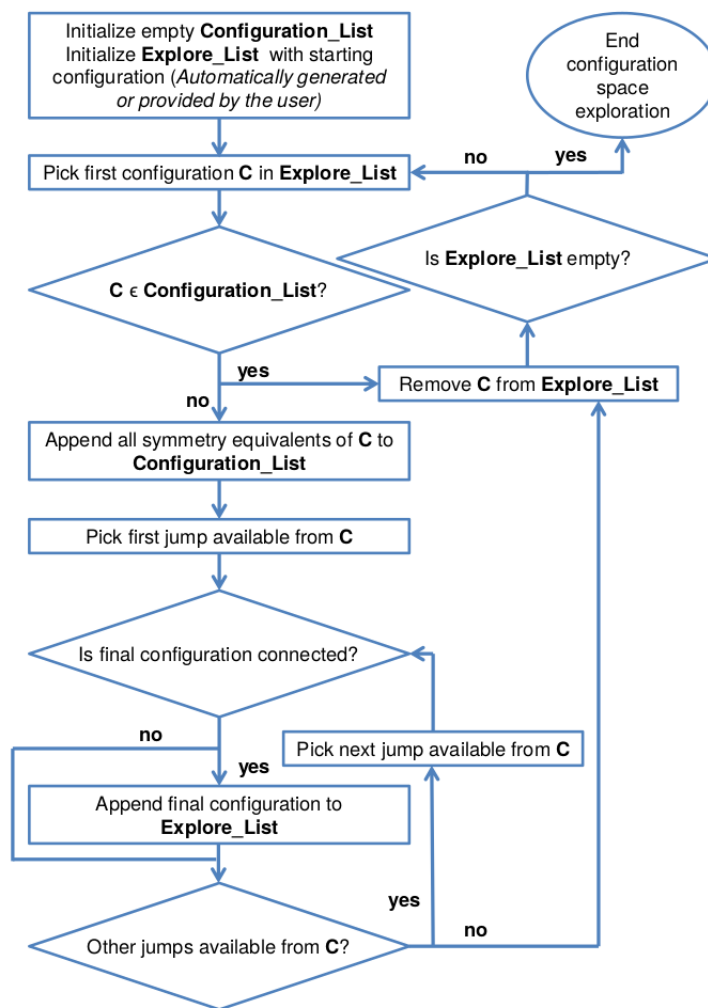 Initialize empty Configuration_List
Initialize Explore_List with starting
configuration (Automatically generated
or provided by the user)
End
configuration
space
exploration
no
yes
Pick first configuration C in Explore_List
Is Explore_List empty?
C ϵ Configuration_List?
yes
Remove C from Explore_List
no
Append all symmetry equivalents of C to
Configuration_List
Pick first jump available from C
Is final configuration connected?
no
Pick next jump available from C
yes
Append final configuration to
Explore_List
yes
no
Other jumps available from C?